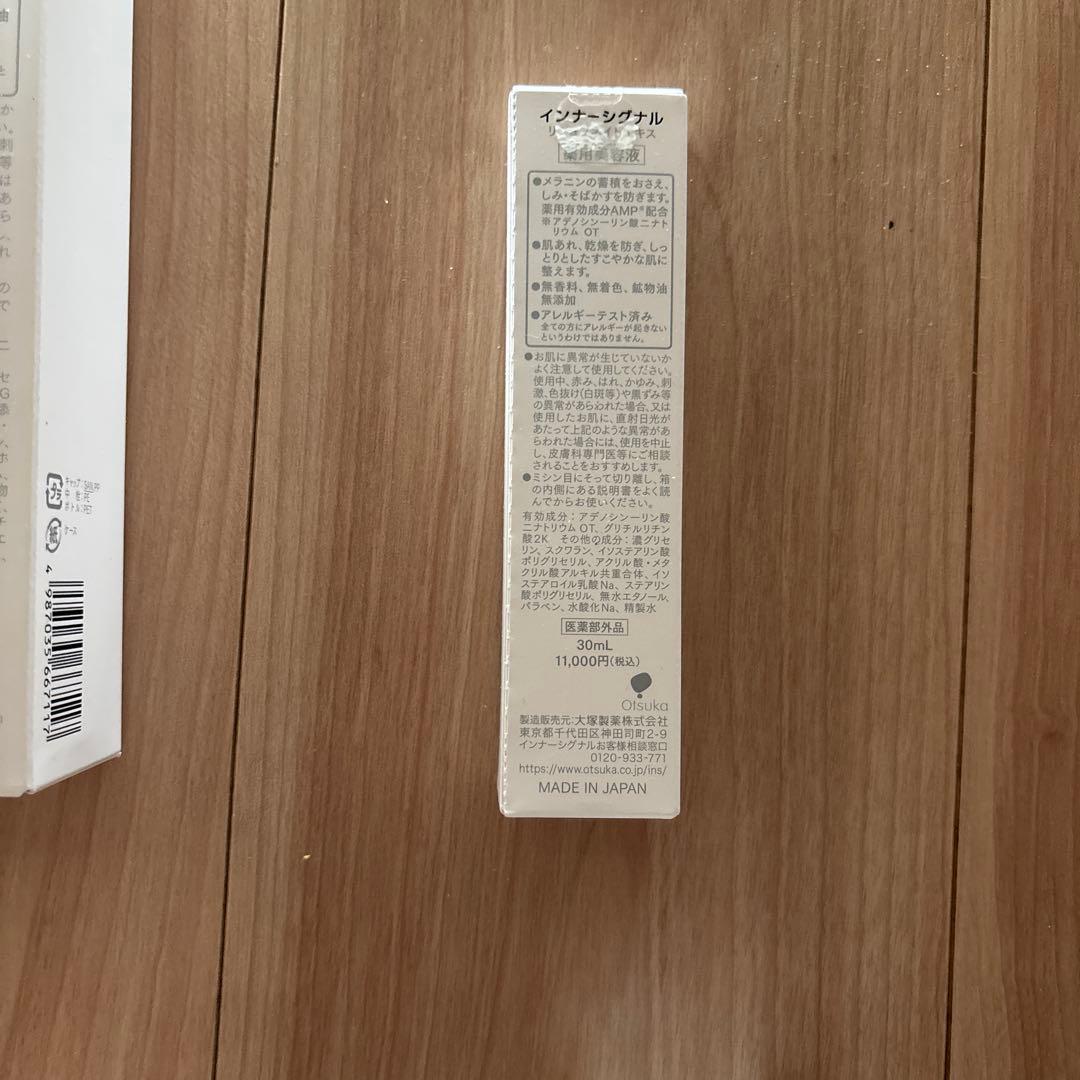 インナーシグナル
薬用美容液
●メラニンの蓄積をおさえ、
しみ・そばかすを防ぎます。
薬用有効成分AMP※配合
※アデノシン一リン酸二ナト
リウム OT
●肌あれ、乾燥を防ぎ、しっ
とりとしたすこやかな肌に
整えます。
●無香料、無着色、鉱物油
無添加
●アレルギーテスト済み
全ての方にアレルギーが起きない
というわけではありません。
●お肌に異常が生じていないか
よく注意して使用してください。
使用中、赤み、はれ、かゆみ、刺
激、色抜け(白斑等)や黒ずみ等
の異常があらわれた場合、又は
使用したお肌に、直射日光が
あたって上記のような異常があ
らわれた場合には、使用を中止
し、皮膚科専門医等にご相談
されることをおすすめします。
●ミシン目にそって切り離し、箱
の内側にある説明書をよく読
んでからお使いください。
有効成分：アデノシン一リン酸
二ナトリウム OT、グリチルリチン
酸2K その他の成分：濃グリセ
リン、スクワラン、イソステアリン酸
ポリグリセリル、アクリル酸・メタ
クリル酸アルキル共重合体、イソ
ステアロイル乳酸Na、ステアリン
酸ポリグリセリル、無水エタノール、
パラベン、水酸化Na、精製水
医薬部外品
30mL
11,000円(税込)
Otsuka
製造販売元：大塚製薬株式会社
東京都千代田区神田司町2-9
インナーシグナルお客様相談窓口
0120-933-771
https://www.otsuka.co.jp/ins/
MADE IN JAPAN
プラ
キャップ：SAN,PP
中 栓：PE
ボトル：PET
紙
ケース
4 987035 667117